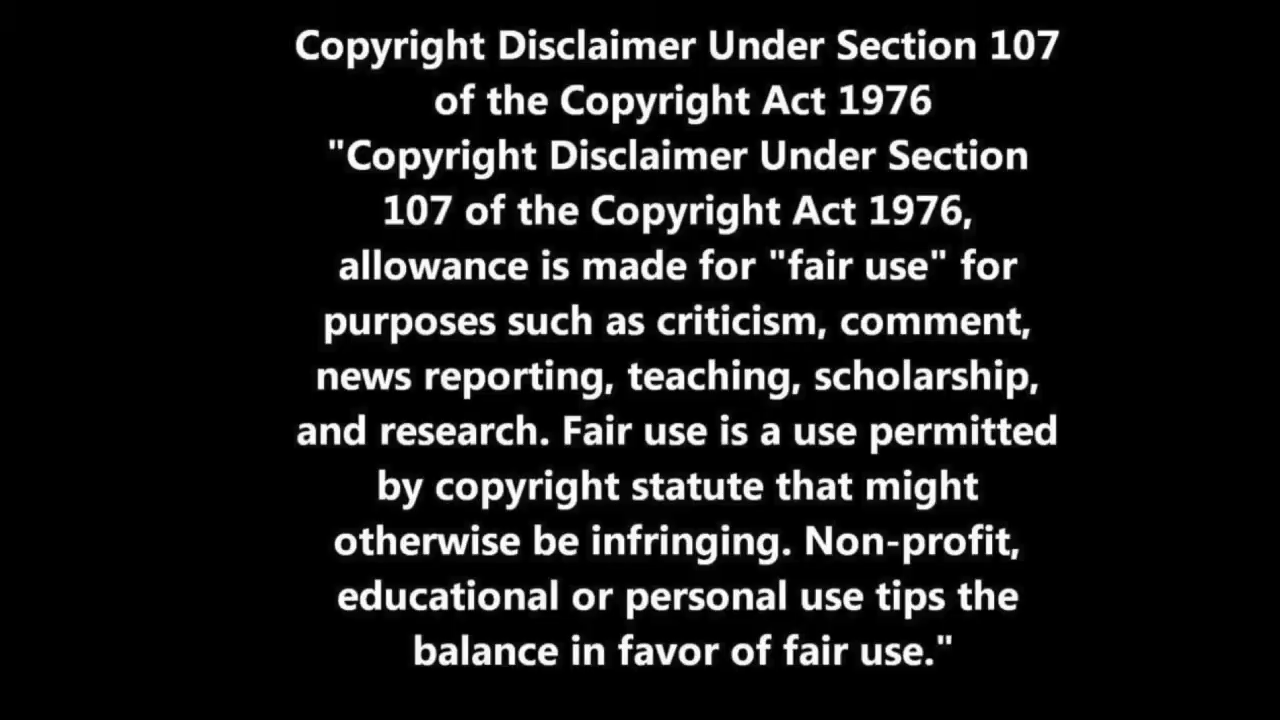 Copyright Disclaimer Under Section 107
of the Copyright Act 1976
"Copyright Disclaimer Under Section
107 of the Copyright Act 1976,
allowance is made for "fair use" for
purposes such as criticism, comment,
news reporting, teaching, scholarship,
and research. Fair use is a use permitted
by copyright statute that might
otherwise be infringing. Non-profit,
educational or personal use tips the
balance in favor of fair use."